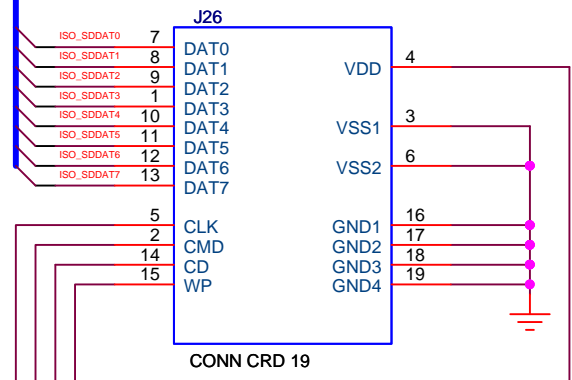 J26
ISO_SDDAT0 7 DAT0
ISO_SDDAT1 8 DAT1 VDD 4
ISO_SDDAT2 9 DAT2
ISO_SDDAT3 1 DAT3
ISO_SDDAT4 10 DAT4 VSS1 3
ISO_SDDAT5 11 DAT5
ISO_SDDAT6 12 DAT6 VSS2 6
ISO_SDDAT7 13 DAT7
5 CLK GND1 16
2 CMD GND2 17
14 CD GND3 18
15 WP GND4 19
CONN CRD 19